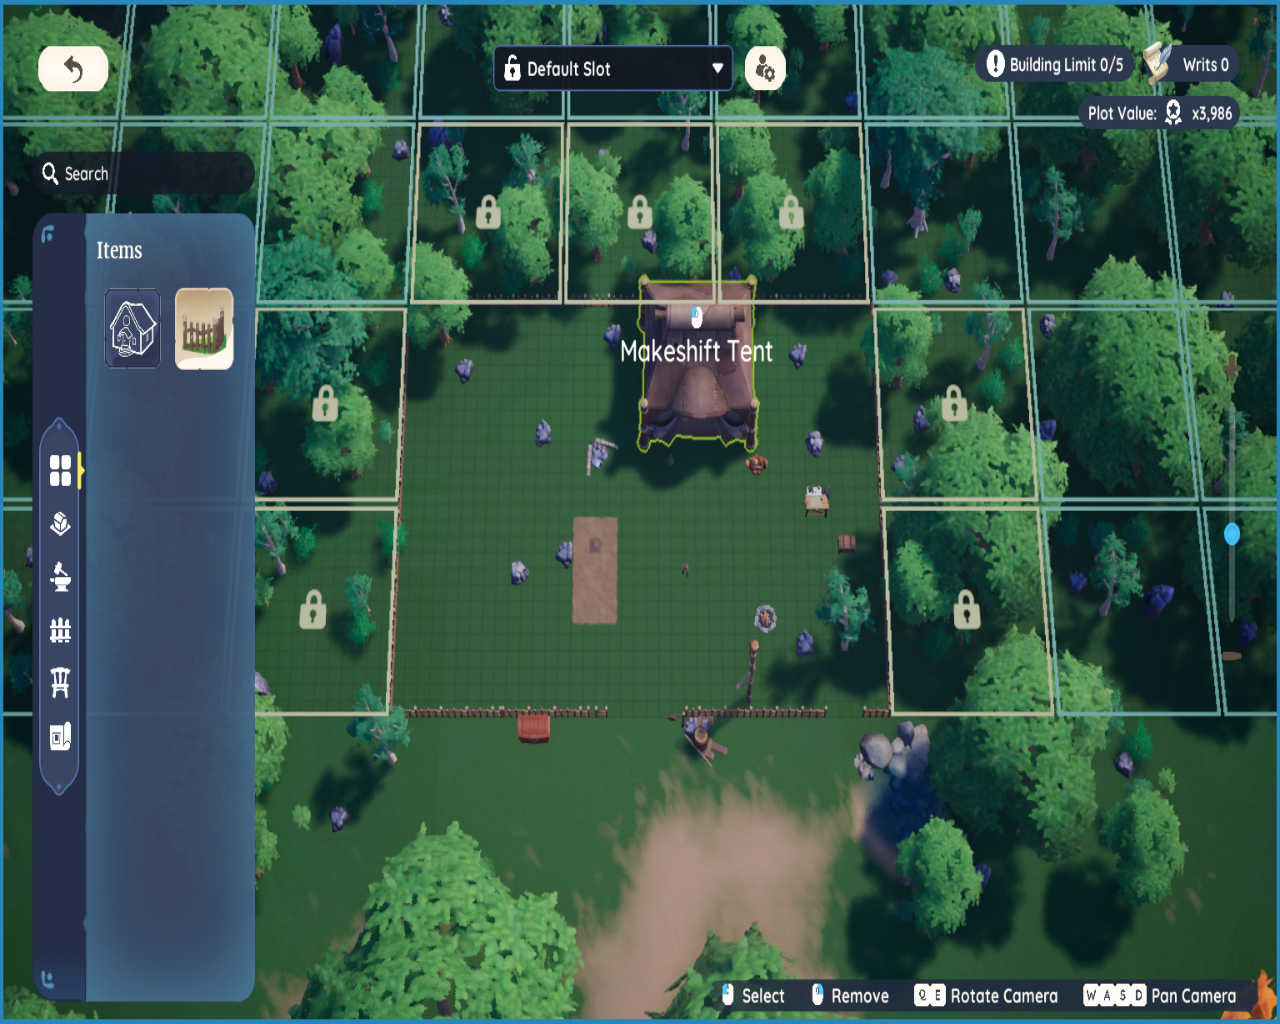 Default Slot
Building Limit 0/5
Writs 0
Plot Value: x3,986
Search
Items
Makeshift Tent
Select
Remove
Q E Rotate Camera
W A S D Pan Camera